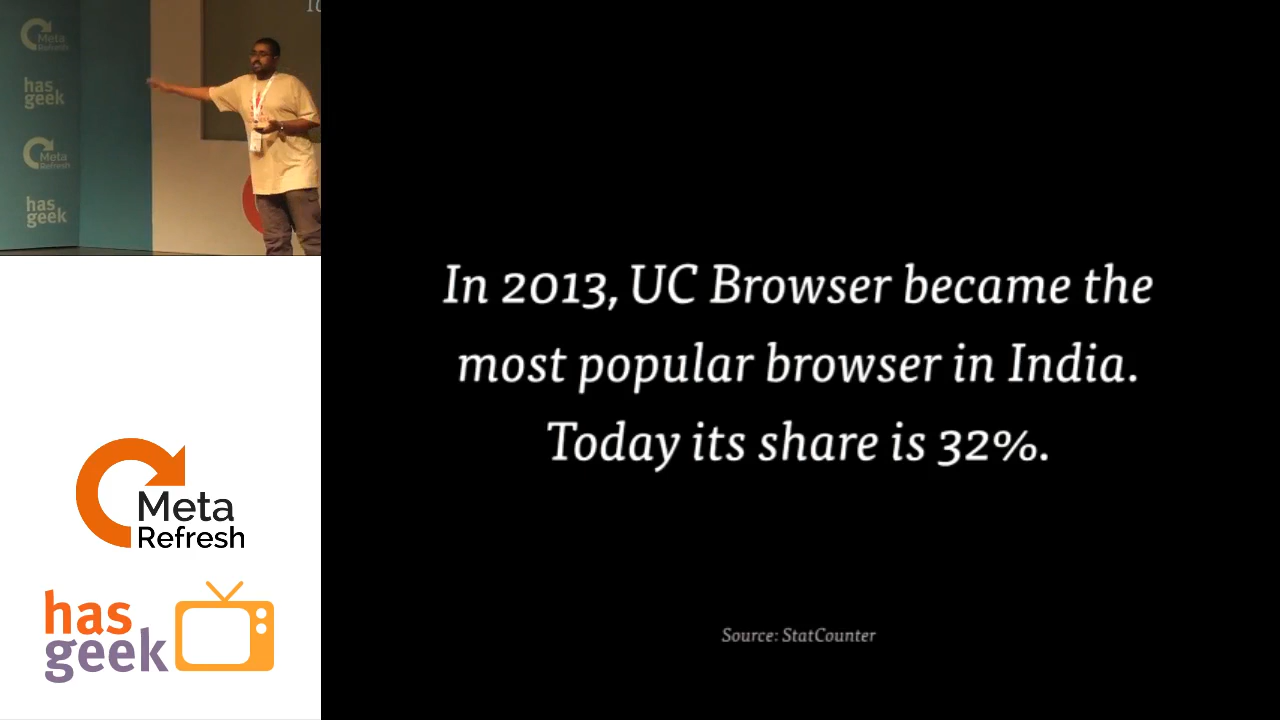 Meta
Refresh
has
geek
Meta
Refresh
has
geek
In 2013, UC Browser became the
most popular browser in India.
Today its share is 32%.
Source: StatCounter
Meta
Refresh
has
geek